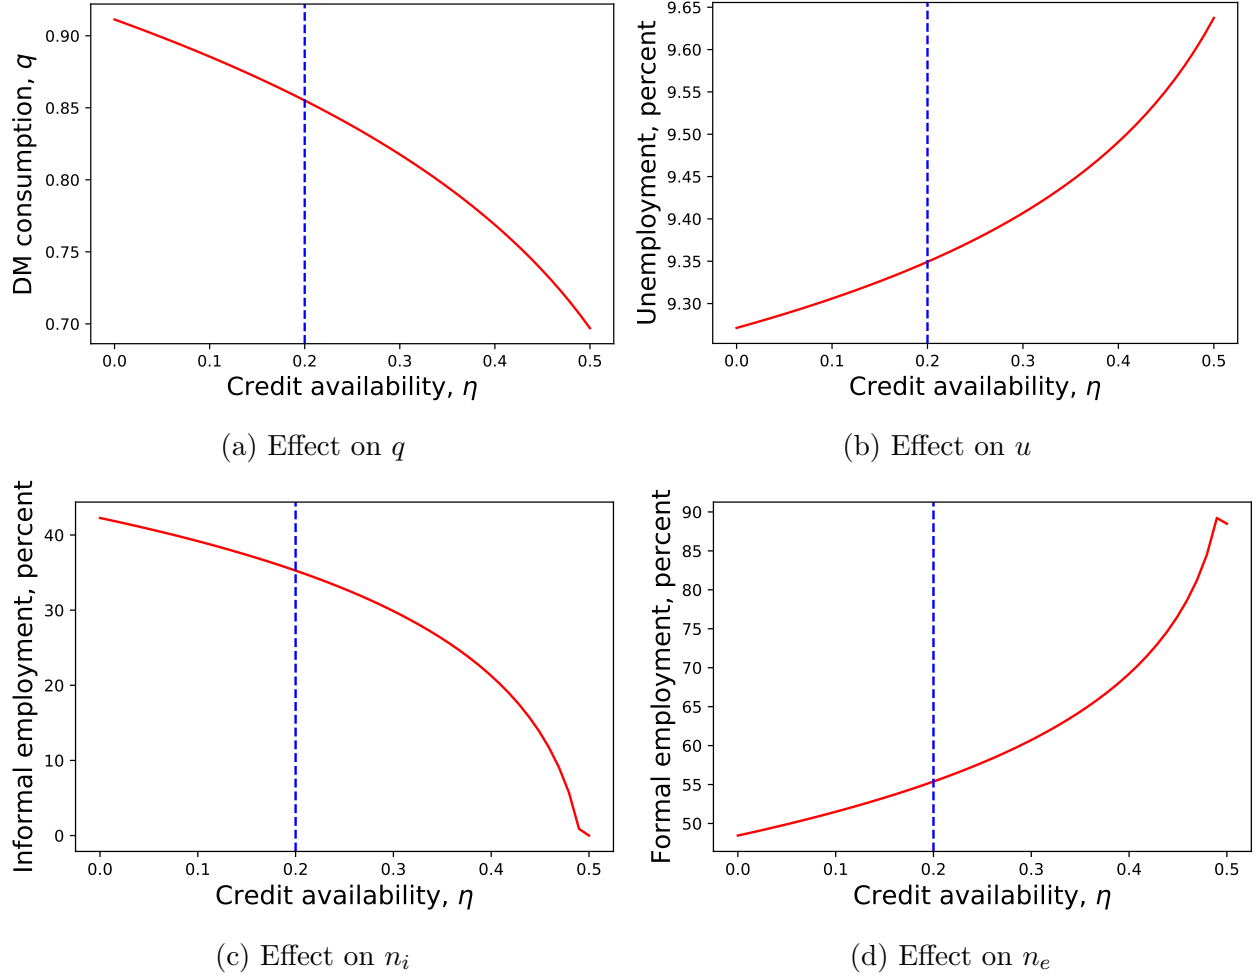 0.90
0.85
0.80
0.75
0.70
DM consumption, q
0.0 0.1 0.2 0.3 0.4 0.5
Credit availability, η
(a) Effect on q
9.65
9.60
9.55
9.50
9.45
9.40
9.35
9.30
Unemployment, percent
0.0 0.1 0.2 0.3 0.4 0.5
Credit availability, η
(b) Effect on u
40
30
20
10
0
Informal employment, percent
0.0 0.1 0.2 0.3 0.4 0.5
Credit availability, η
(c) Effect on nᵢ
90
85
80
75
70
65
60
55
50
Formal employment, percent
0.0 0.1 0.2 0.3 0.4 0.5
Credit availability, η
(d) Effect on nₑ